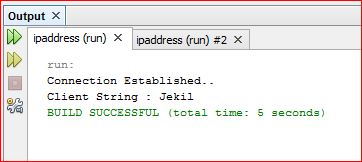 Output
ipaddress (run)
ipaddress (run) #2
run:
Connection Established..
Client String : Jekil
BUILD SUCCESSFUL (total time: 5 seconds)